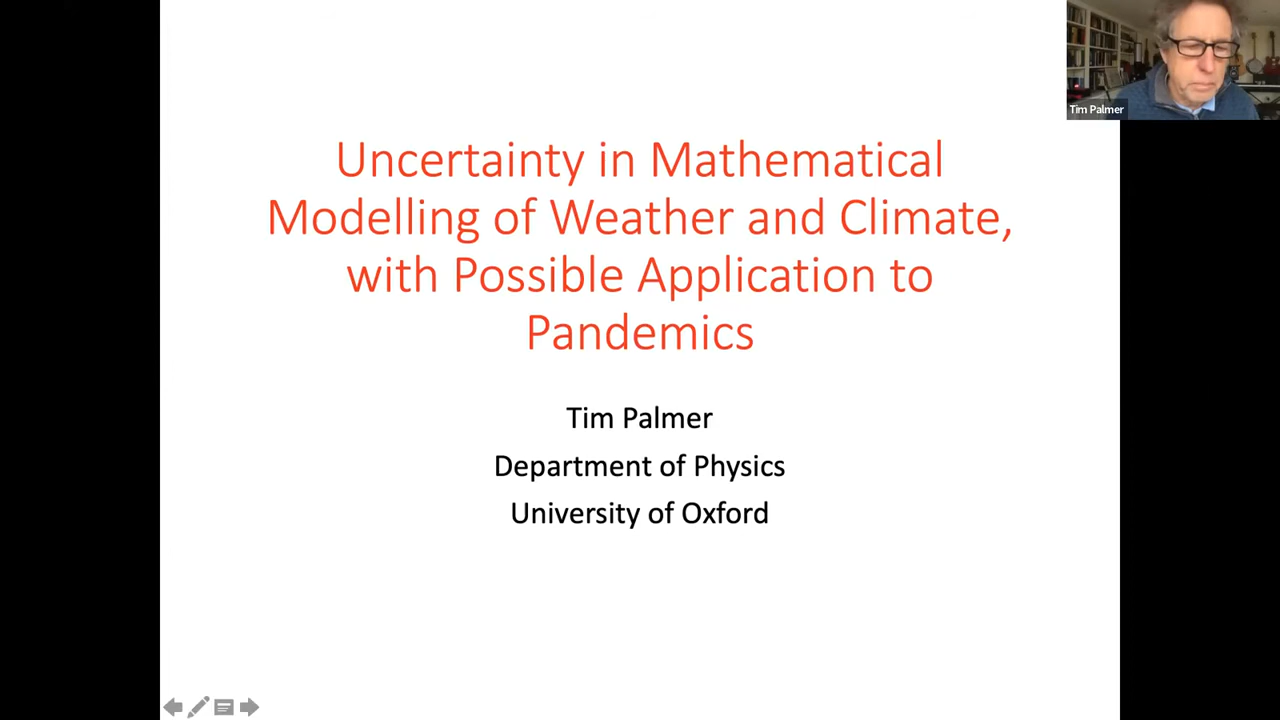 Tim Palmer
Uncertainty in Mathematical
Modelling of Weather and Climate,
with Possible Application to
Pandemics
Tim Palmer
Department of Physics
University of Oxford